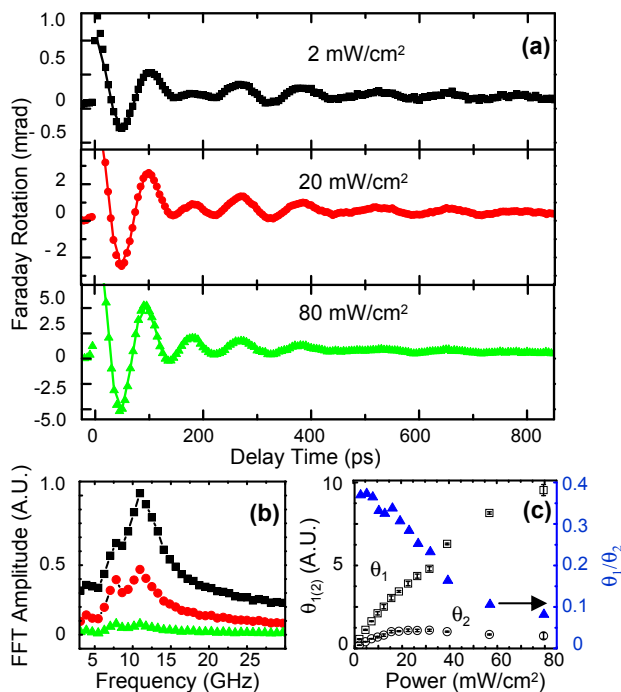 (a)
2 mW/cm²
20 mW/cm²
80 mW/cm²
Faraday Rotation (mrad)
1.0
0
-
0.5
2
0
- 2
5.0
2.5
0
-2.5
-5.0
0 200 400 600 800
Delay Time (ps)
(b)
FFT Amplitude (A.U.)
1.0
0.5
0
5 10 15 20 25
Frequency (GHz)
(c)
θ1(2) (A.U.)
10
5
0
θ1
θ2
0.4
0.3
0.2
0.1
0
θ1/θ2
0 20 40 60 80
Power (mW/cm²)